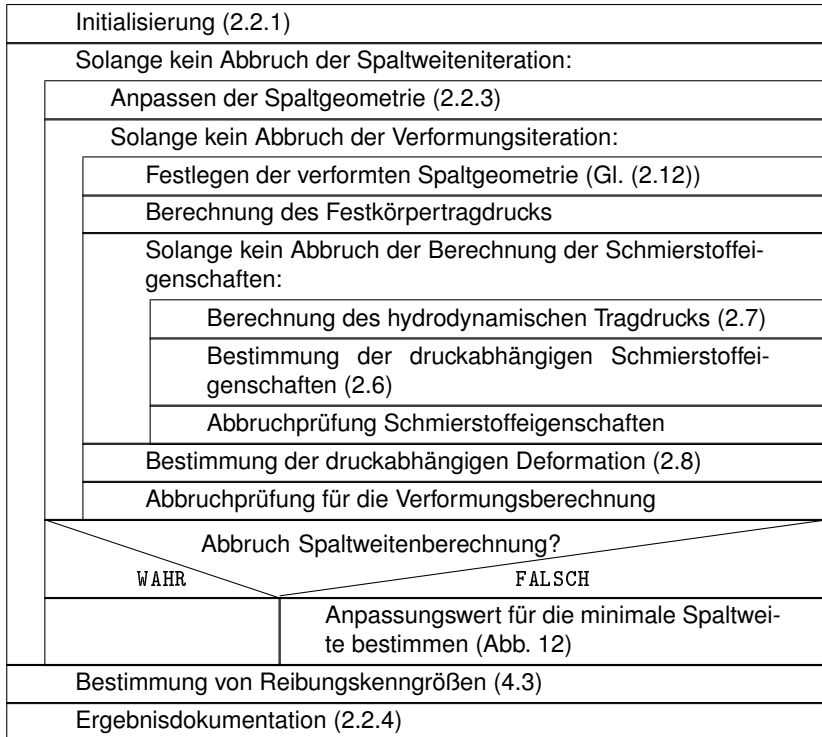 Initialisierung (2.2.1)
Solange kein Abbruch der Spaltweiteniteration:
Anpassen der Spaltgeometrie (2.2.3)
Solange kein Abbruch der Verformungsiteration:
Festlegen der verformten Spaltgeometrie (Gl. (2.12))
Berechnung des Festkörpertragdrucks
Solange kein Abbruch der Berechnung der Schmierstoffei-
genschaften:
Berechnung des hydrodynamischen Tragdrucks (2.7)
Bestimmung der druckabhängigen Schmierstoffei-
genschaften (2.6)
Abbruchprüfung Schmierstoffeigenschaften
Bestimmung der druckabhängigen Deformation (2.8)
Abbruchprüfung für die Verformungsberechnung
Abbruch Spaltweitenberechnung?
WAHR FALSCH
Anpassungswert für die minimale Spaltwei-
te bestimmen (Abb. 12)
Bestimmung von Reibungskenngrößen (4.3)
Ergebnisdokumentation (2.2.4)